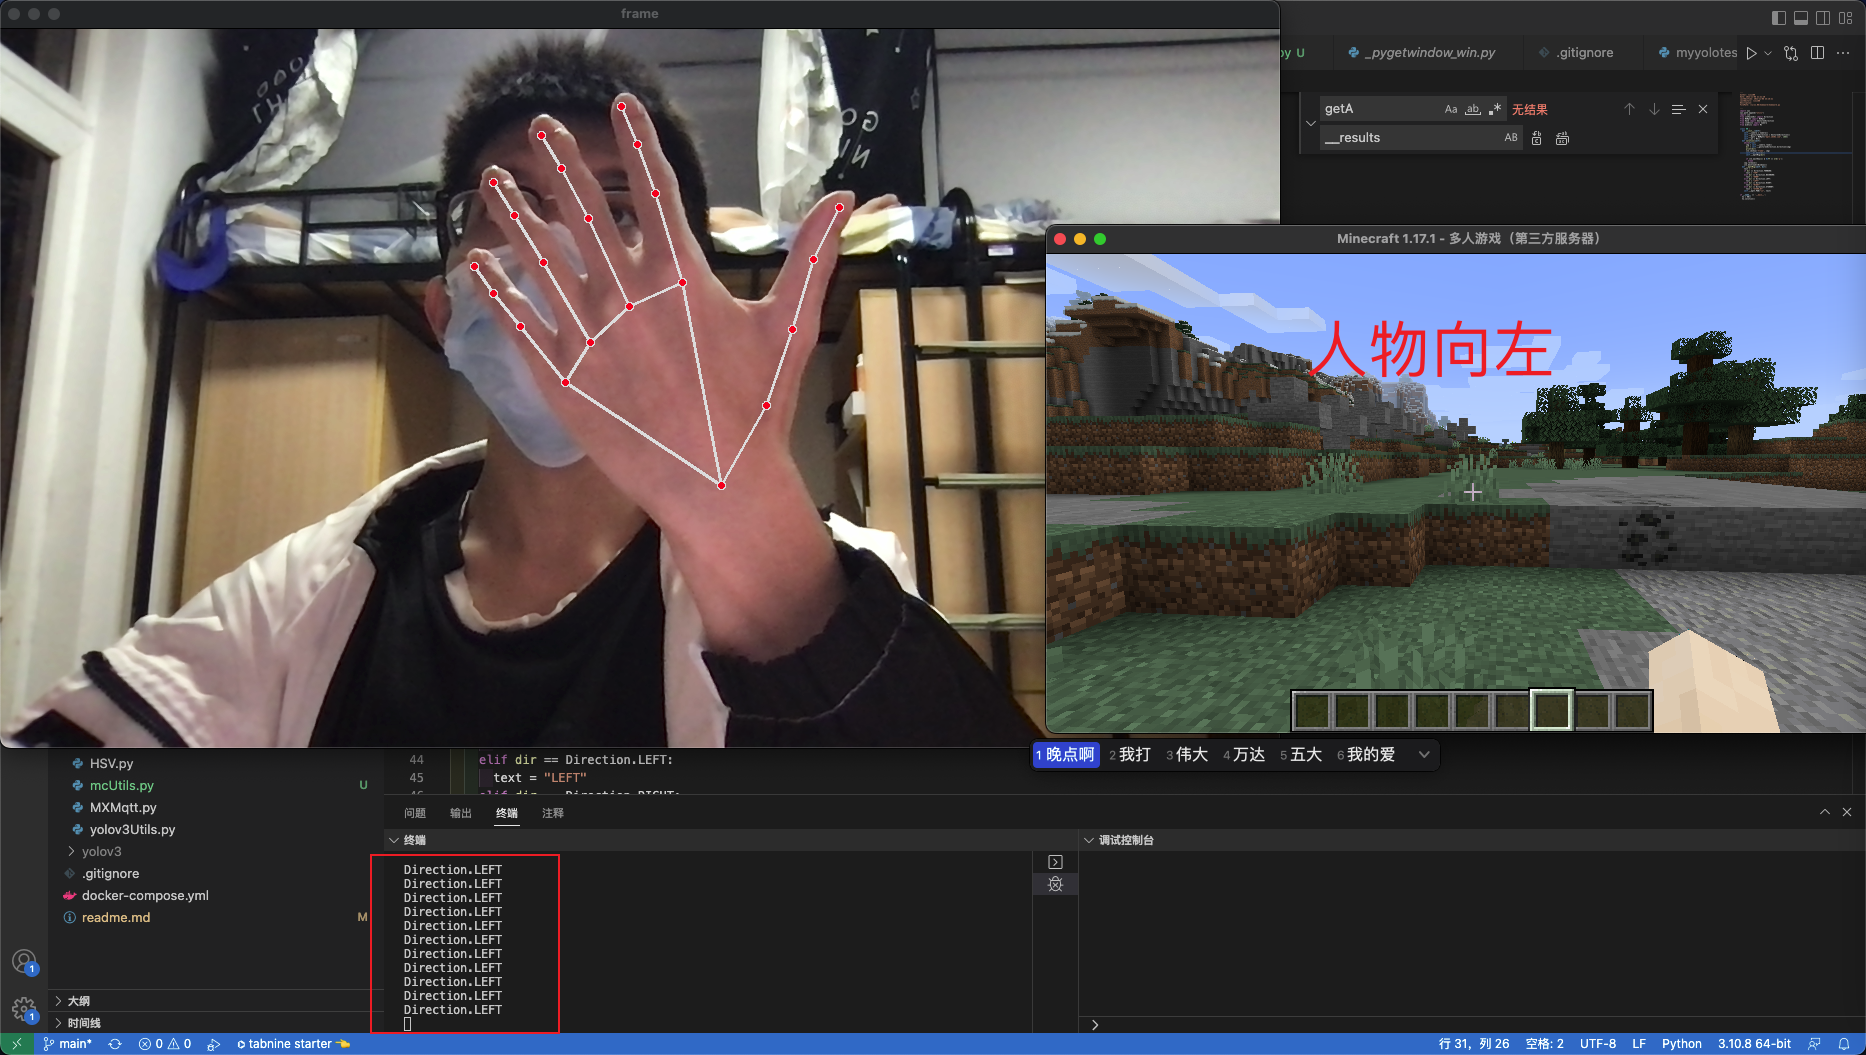 frame
py U
_pygetwindow_win.py
.gitignore
myyolotes
getA
Aa
ab
.*
无结果
__results
AB
Minecraft 1.17.1 - 多人游戏（第三方服务器）
人物向左
1 晚点啊 2 我打 3 伟大 4 万达 5 五大 6 我的爱
HSV.py
mcUtils.py U
MXMqtt.py
yolov3Utils.py
yolov3
.gitignore
docker-compose.yml
readme.md M
大纲
时间线
44 elif dir == Direction.LEFT:
45 text = "LEFT"
问题 输出 终端 注释
终端
调试控制台
Direction.LEFT
Direction.LEFT
Direction.LEFT
Direction.LEFT
Direction.LEFT
Direction.LEFT
Direction.LEFT
Direction.LEFT
Direction.LEFT
Direction.LEFT
Direction.LEFT
1
1
main* 0 0 tabnine starter 行 31，列 26 空格: 2 UTF-8 LF Python 3.10.8 64-bit